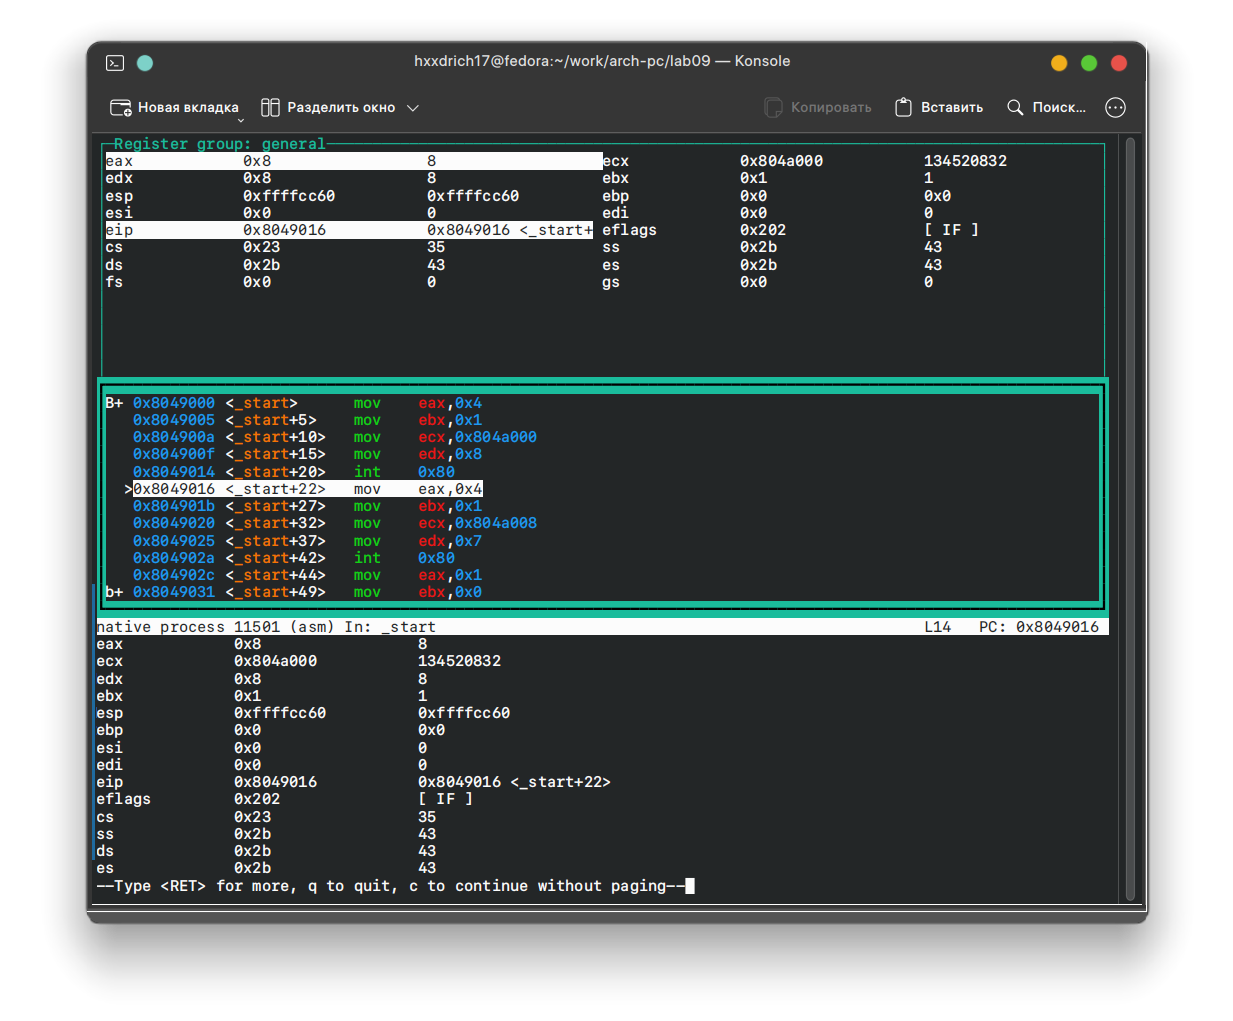 hxxdrich17@fedora:~/work/arch-pc/lab09 — Konsole
Новая вкладка Разделить окно Копировать Вставить Поиск...
Register group: general
eax 0x8 8 ecx 0x804a000 134520832
edx 0x8 8 ebx 0x1 1
esp 0xffffcc60 0xffffcc60 ebp 0x0 0x0
esi 0x0 0 edi 0x0 0
eip 0x8049016 0x8049016 <_start+ eflags 0x202 [ IF ]
cs 0x23 35 ss 0x2b 43
ds 0x2b 43 es 0x2b 43
fs 0x0 0 gs 0x0 0
B+ 0x8049000 <_start> mov eax,0x4
0x8049005 <_start+5> mov ebx,0x1
0x804900a <_start+10> mov ecx,0x804a000
0x804900f <_start+15> mov edx,0x8
0x8049014 <_start+20> int 0x80
>0x8049016 <_start+22> mov eax,0x4
0x804901b <_start+27> mov ebx,0x1
0x8049020 <_start+32> mov ecx,0x804a008
0x8049025 <_start+37> mov edx,0x7
0x804902a <_start+42> int 0x80
0x804902c <_start+44> mov eax,0x1
b+ 0x8049031 <_start+49> mov ebx,0x0
native process 11501 (asm) In: _start L14 PC: 0x8049016
eax 0x8 8
ecx 0x804a000 134520832
edx 0x8 8
ebx 0x1 1
esp 0xffffcc60 0xffffcc60
ebp 0x0 0x0
esi 0x0 0
edi 0x0 0
eip 0x8049016 0x8049016 <_start+22>
eflags 0x202 [ IF ]
cs 0x23 35
ss 0x2b 43
ds 0x2b 43
es 0x2b 43
--Type <RET> for more, q to quit, c to continue without paging--